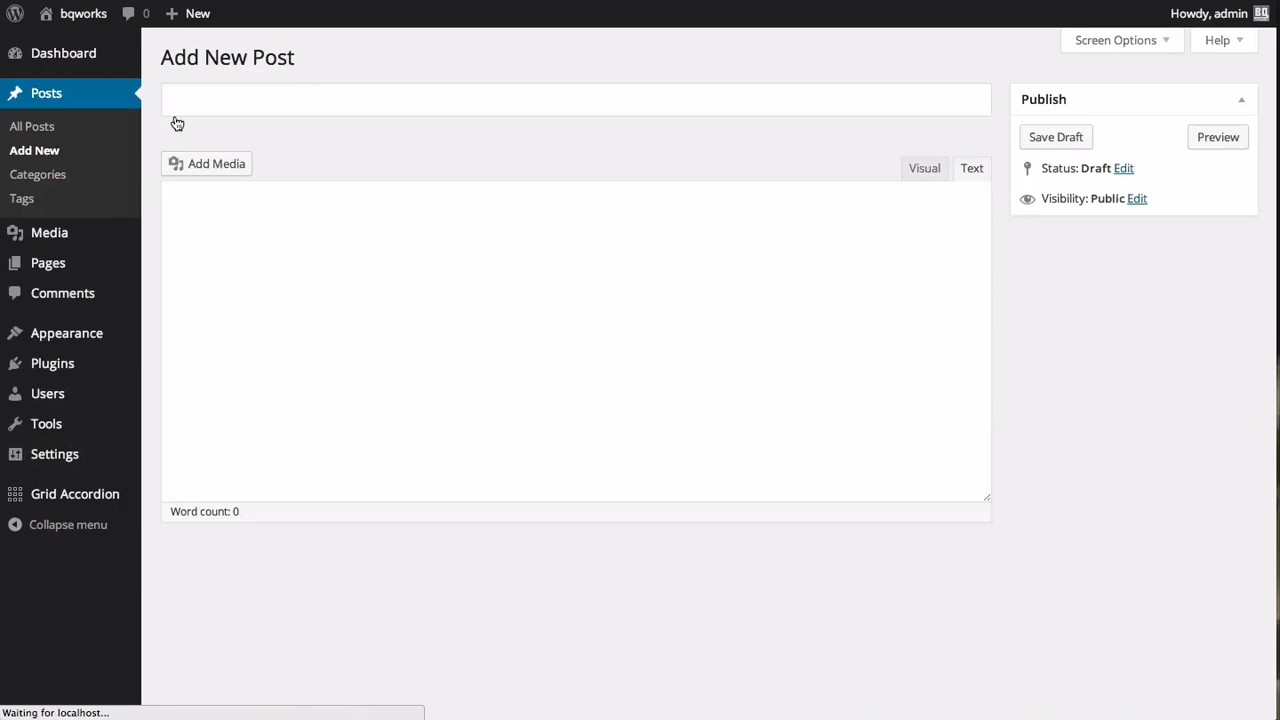 bqworks 0 New Howdy, admin
Screen Options Help
Dashboard
Posts
All Posts
Add New
Categories
Tags
Media
Pages
Comments
Appearance
Plugins
Users
Tools
Settings
Grid Accordion
Collapse menu
Add New Post
Add Media
Visual Text
Word count: 0
Publish
Save Draft Preview
Status: Draft Edit
Visibility: Public Edit
Waiting for localhost...